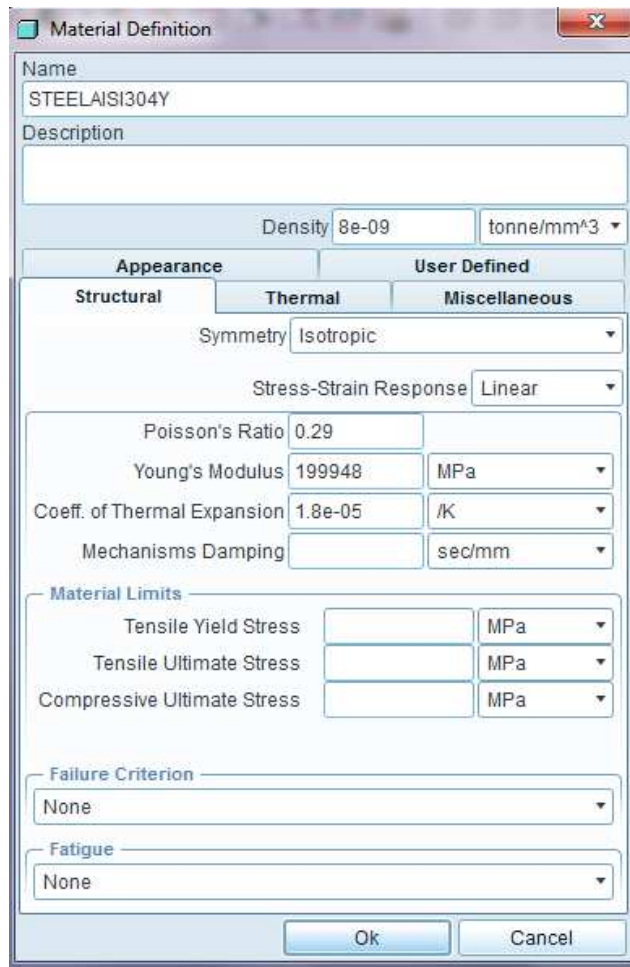 Material Definition
Name
STEELAISI304Y
Description
Density 8e-09 tonne/mm^3
Appearance User Defined
Structural Thermal Miscellaneous
Symmetry Isotropic
Stress-Strain Response Linear
Poisson's Ratio 0.29
Young's Modulus 199948 MPa
Coeff. of Thermal Expansion 1.8e-05 /K
Mechanisms Damping sec/mm
Material Limits
Tensile Yield Stress MPa
Tensile Ultimate Stress MPa
Compressive Ultimate Stress MPa
Failure Criterion
None
Fatigue
None
Ok Cancel